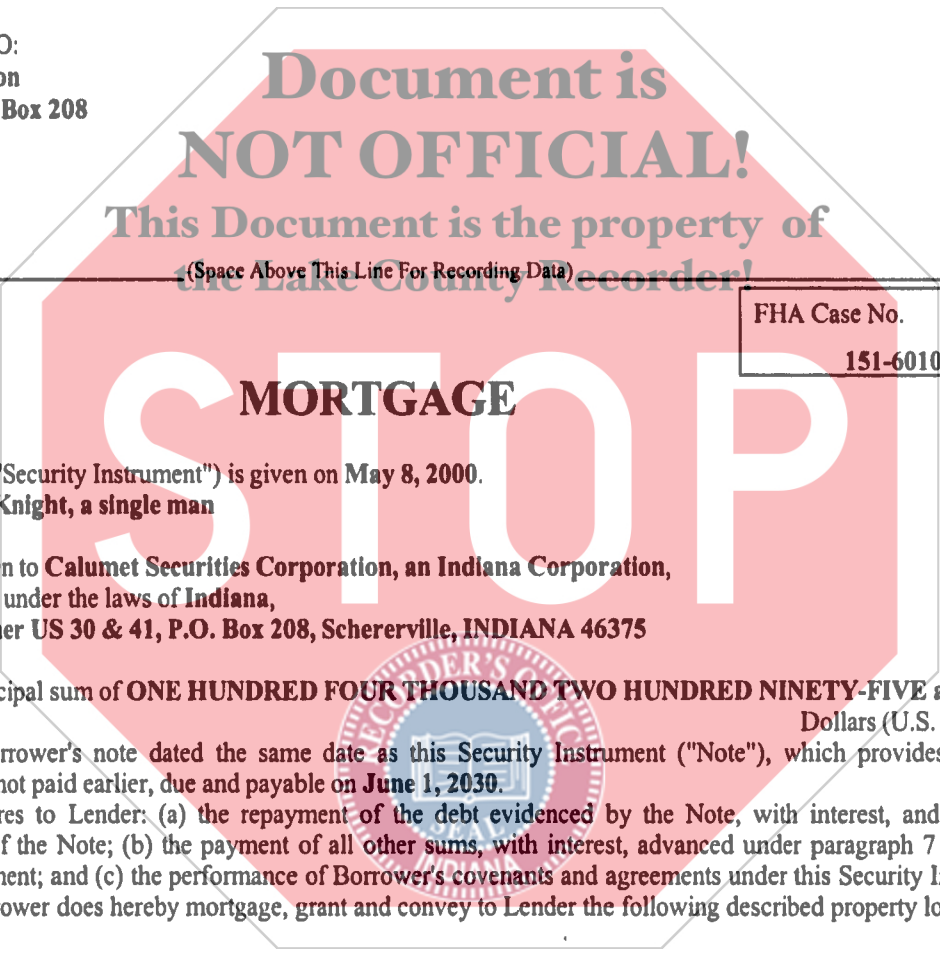 O:
on
Box 208
Document is
NOT OFFICIAL!
This Document is the property of
the Lake County Recorder!
(Space Above This Line For Recording Data)
FHA Case No.
151-6010
STOP
MORTGAGE
"Security Instrument") is given on May 8, 2000.
Knight, a single man
n to Calumet Securities Corporation, an Indiana Corporation,
under the laws of Indiana,
er US 30 & 41, P.O. Box 208, Schererville, INDIANA 46375
cipal sum of ONE HUNDRED FOUR THOUSAND TWO HUNDRED NINETY-FIVE a
Dollars (U.S.
rrower's note dated the same date as this Security Instrument ("Note"), which provides
not paid earlier, due and payable on June 1, 2030.
res to Lender: (a) the repayment of the debt evidenced by the Note, with interest, and
f the Note; (b) the payment of all other sums, with interest, advanced under paragraph 7
nent; and (c) the performance of Borrower's covenants and agreements under this Security I
rower does hereby mortgage, grant and convey to Lender the following described property lo
RECORDER'S OFFIC
SEAL
INDIANA